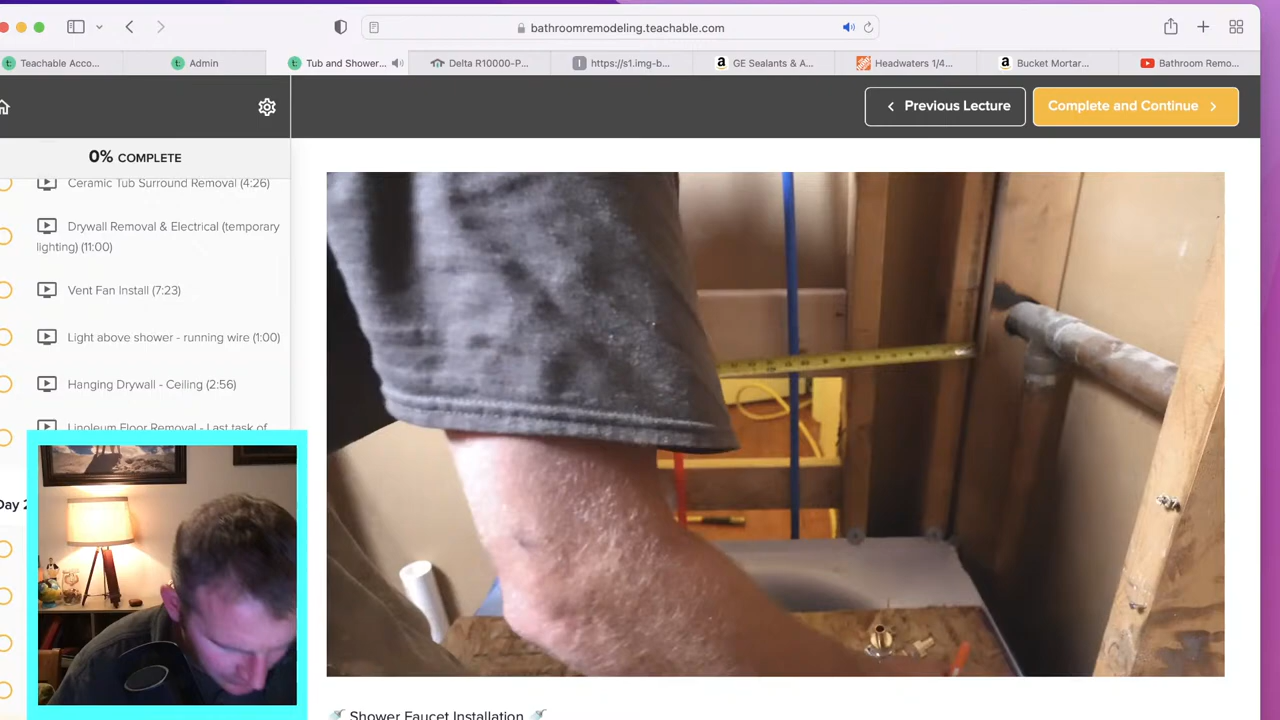 bathroomremodeling.teachable.com
Teachable Acco...
Admin
Tub and Shower...
Delta R10000-P...
https://s1.img-b...
GE Sealants & A...
Headwaters 1/4...
Bucket Mortar...
Bathroom Remo...
Previous Lecture
Complete and Continue
0% COMPLETE
Ceramic Tub Surround Removal (4:26)
Drywall Removal & Electrical (temporary
lighting) (11:00)
Vent Fan Install (7:23)
Light above shower - running wire (1:00)
Hanging Drywall - Ceiling (2:56)
Linoleum Floor Removal - Last task of
Day 2
🚿 Shower Faucet Installation 🚿